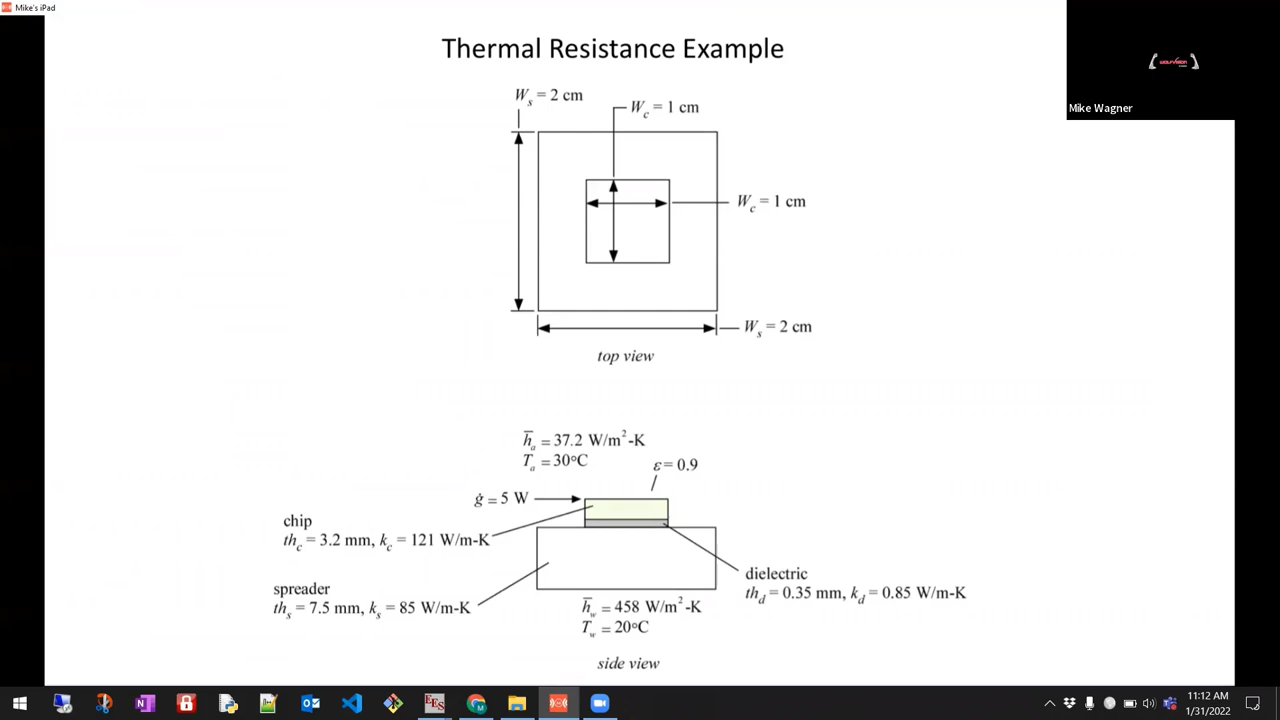 Mike's iPad
Thermal Resistance Example
Mike Wagner
W_s = 2 cm
W_c = 1 cm
W_c = 1 cm
W_s = 2 cm
top view
h̅_a = 37.2 W/m²-K
T_a = 30°C
ε = 0.9
ġ = 5 W
chip
th_c = 3.2 mm, k_c = 121 W/m-K
dielectric
th_d = 0.35 mm, k_d = 0.85 W/m-K
spreader
th_s = 7.5 mm, k_s = 85 W/m-K
h̅_w = 458 W/m²-K
T_w = 20°C
side view
EES
11:12 AM
1/31/2022